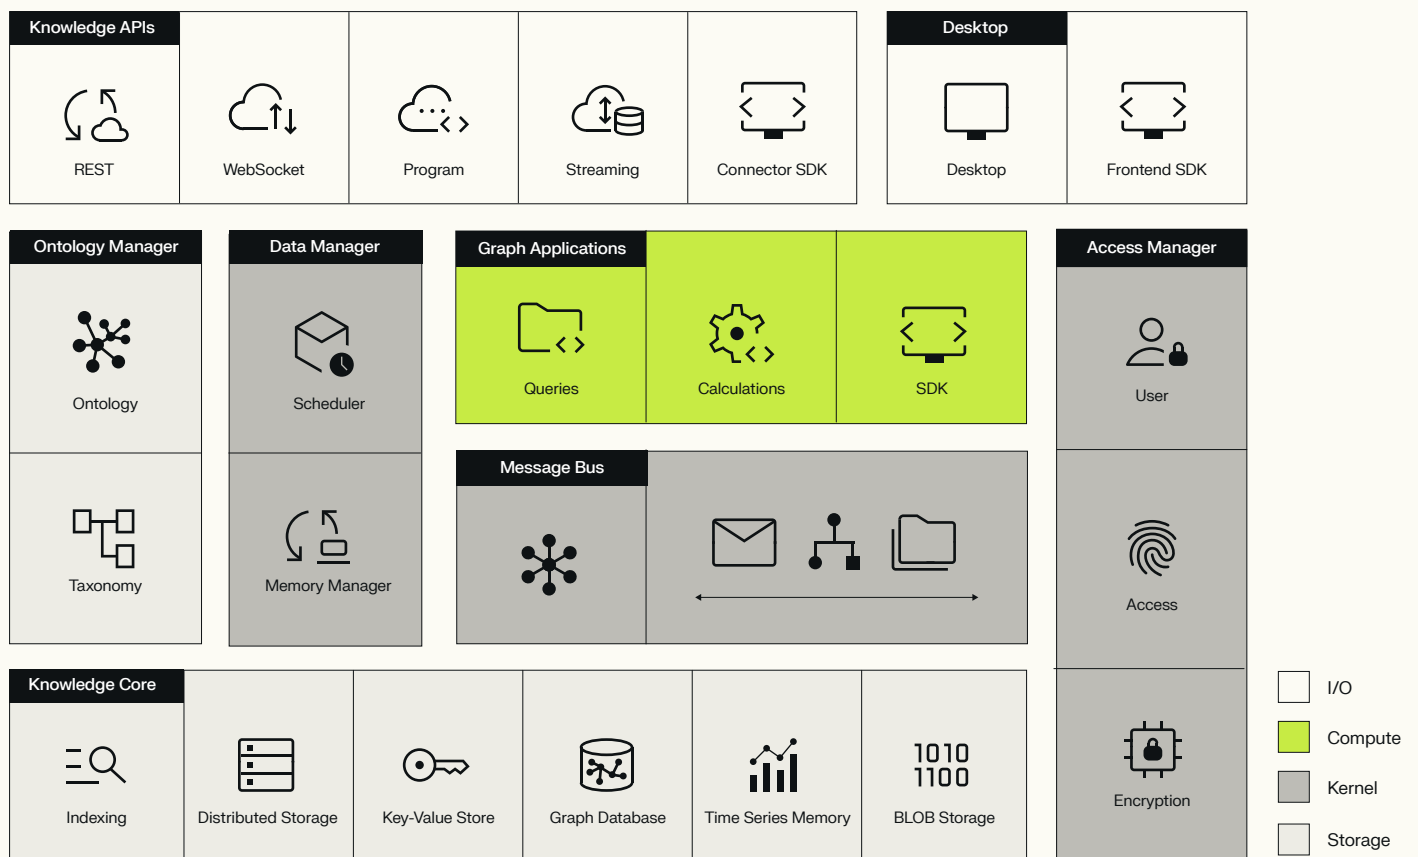 Knowledge APIs
REST
WebSocket
Program
Streaming
Connector SDK
Desktop
Desktop
Frontend SDK
Ontology Manager
Ontology
Taxonomy
Data Manager
Scheduler
Memory Manager
Graph Applications
Queries
Calculations
SDK
Message Bus
Access Manager
User
Access
Encryption
Knowledge Core
Indexing
Distributed Storage
Key-Value Store
Graph Database
Time Series Memory
1010
1100
BLOB Storage
I/O
Compute
Kernel
Storage